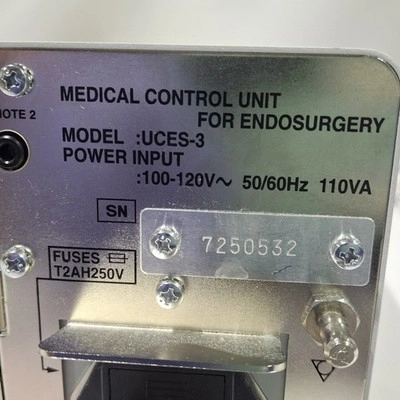 MEDICAL CONTROL UNIT
FOR ENDOSURGERY
OTE 2
MODEL :UCES-3
POWER INPUT
:100-120V~ 50/60Hz 110VA
SN
7250532
FUSES
T2AH250V